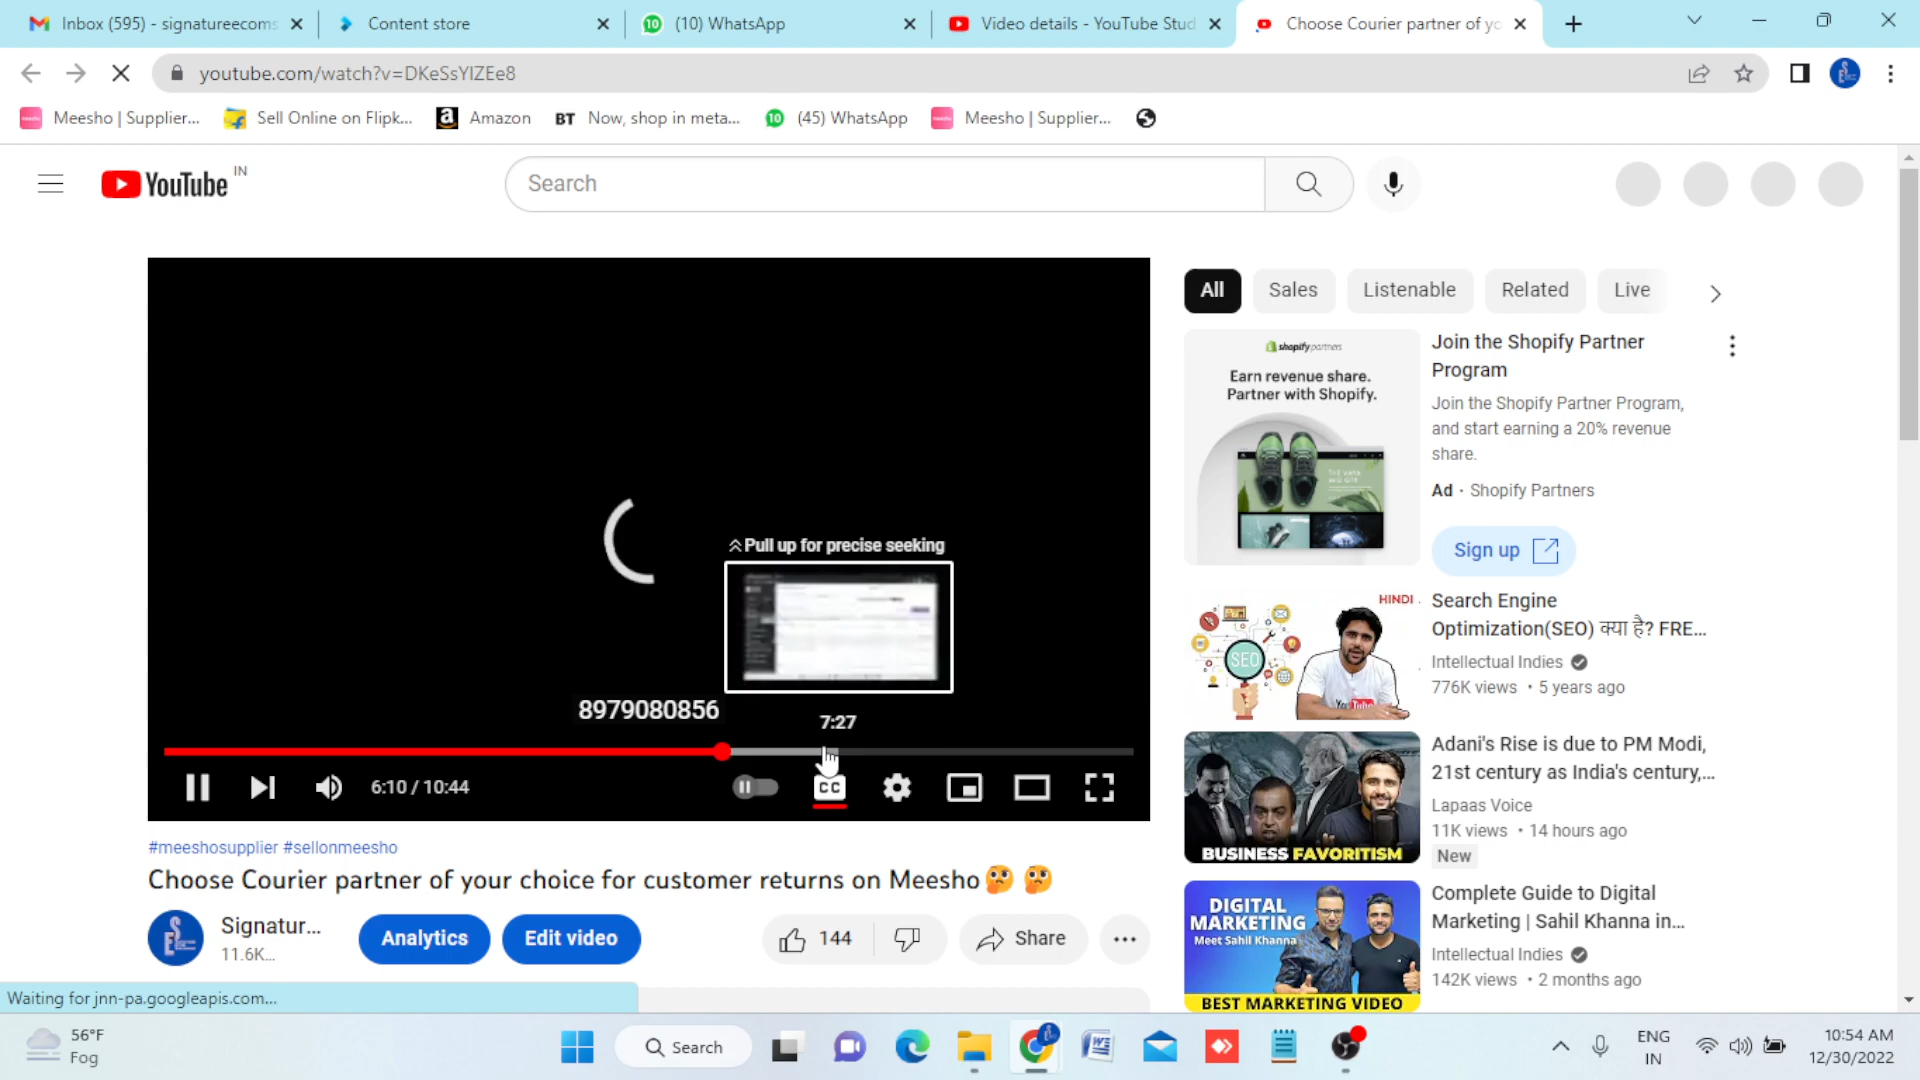 Inbox (595) - signatureecoms
Content store
(10) WhatsApp
Video details - YouTube Stud
Choose Courier partner of yo
youtube.com/watch?v=DKeSsYIZEe8
Meesho | Supplier...
Sell Online on Flipk...
Amazon
BT Now, shop in meta...
(45) WhatsApp
Meesho | Supplier...
YouTube IN
Search
All
Sales
Listenable
Related
Live
shopify partners
Earn revenue share.
Partner with Shopify.
Join the Shopify Partner
Program
Join the Shopify Partner Program,
and start earning a 20% revenue
share.
Ad · Shopify Partners
Sign up
Pull up for precise seeking
8979080856
7:27
6:10 / 10:44
CC
HINDI
SEO
Search Engine
Optimization(SEO) क्या है? FRE...
Intellectual Indies
776K views • 5 years ago
BUSINESS FAVORITISM
Adani's Rise is due to PM Modi,
21st century as India's century,...
Lapaas Voice
11K views • 14 hours ago
New
DIGITAL
MARKETING
Meet Sahil Khanna
BEST MARKETING VIDEO
Complete Guide to Digital
Marketing | Sahil Khanna in...
Intellectual Indies
142K views • 2 months ago
#meeshosupplier #sellonmeesho
Choose Courier partner of your choice for customer returns on Meesho🤔 🤔
Signatur...
11.6K...
Analytics
Edit video
144
Share
Waiting for jnn-pa.googleapis.com...
56°F
Fog
Search
ENG
IN
10:54 AM
12/30/2022